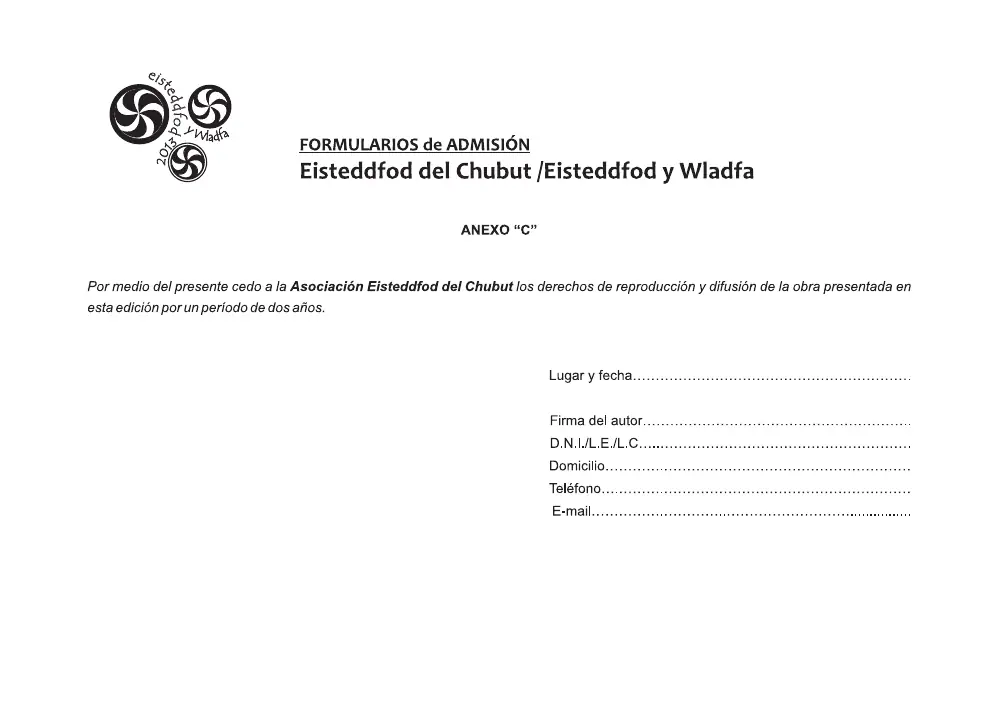 eisteddfod
y Wladfa
2013
FORMULARIOS de ADMISIÓN
Eisteddfod del Chubut /Eisteddfod y Wladfa
ANEXO “C”
Por medio del presente cedo a la Asociación Eisteddfod del Chubut los derechos de reproducción y difusión de la obra presentada en
esta edición por un período de dos años.
Lugar y fecha……………………………………………………
Firma del autor…………………………………………………
D.N.I./L.E./L.C……………………………………………………
Domicilio…………………………………………………………
Teléfono…………………………………………………………
E-mail……………………………………………………………